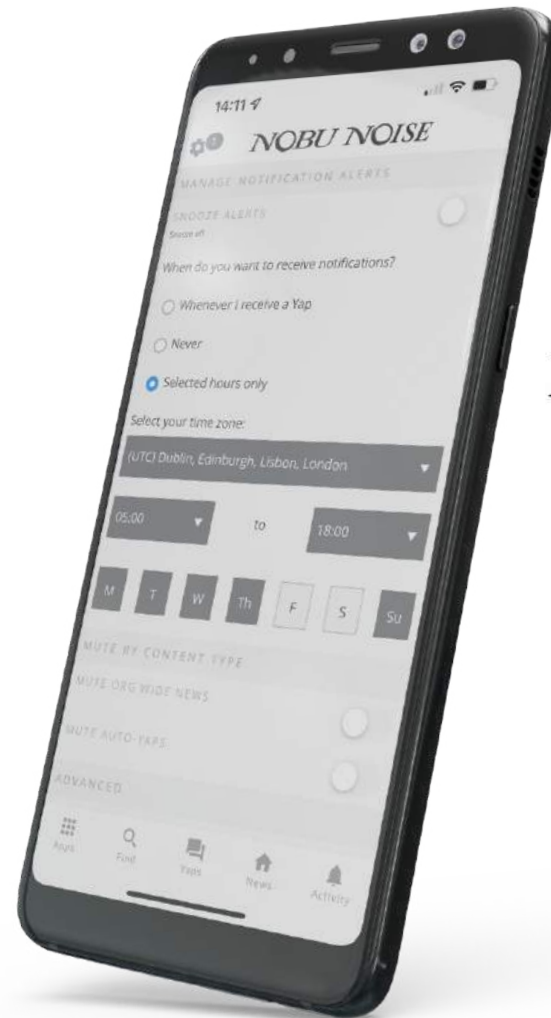 14:11
NOBU NOISE
MANAGE NOTIFICATION ALERTS
SNOOZE ALERTS
Snooze off
When do you want to receive notifications?
Whenever I receive a Yap
Never
Selected hours only
Select your time zone:
(UTC) Dublin, Edinburgh, Lisbon, London
05:00 to 18:00
M T W Th F S Su
MUTE BY CONTENT TYPE
MUTE ORG WIDE NEWS
MUTE AUTO-YAPS
ADVANCED
Find Yaps News Activity